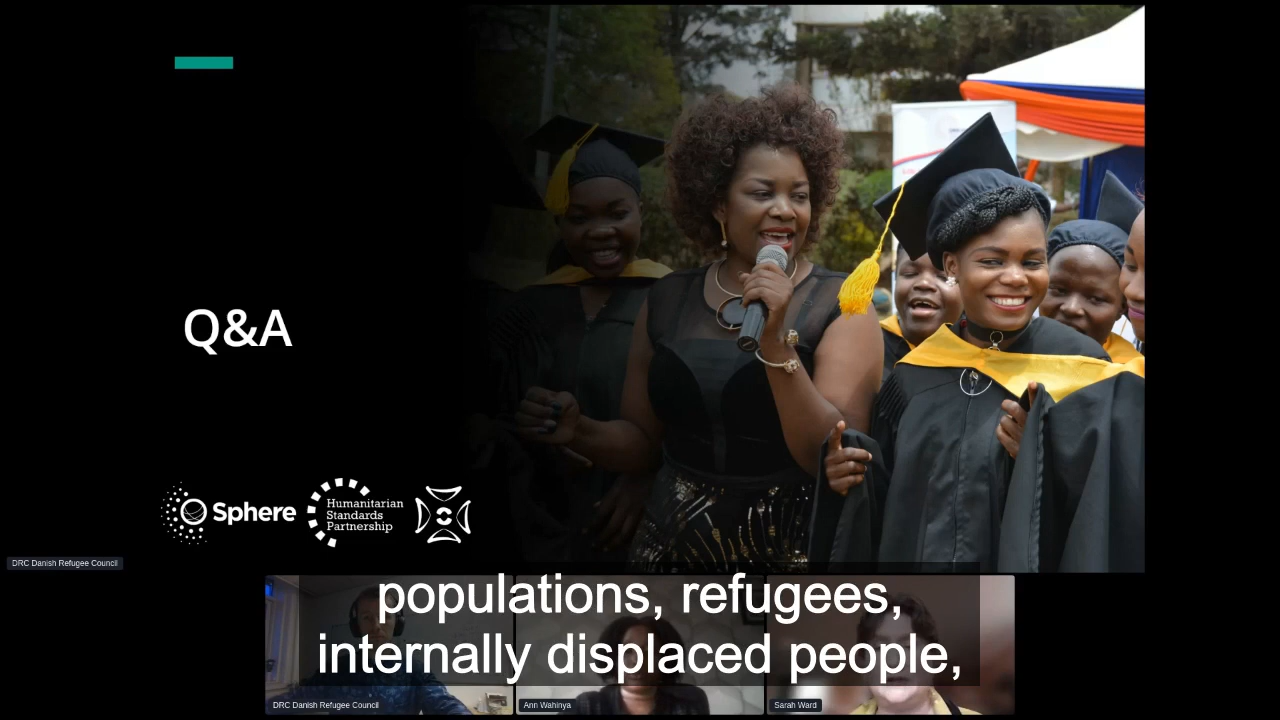 Q&A
Sphere
Humanitarian
Standards
Partnership
DRC Danish Refugee Council
populations, refugees,
internally displaced people,
DRC Danish Refugee Council
Ann Wahinya
Sarah Ward